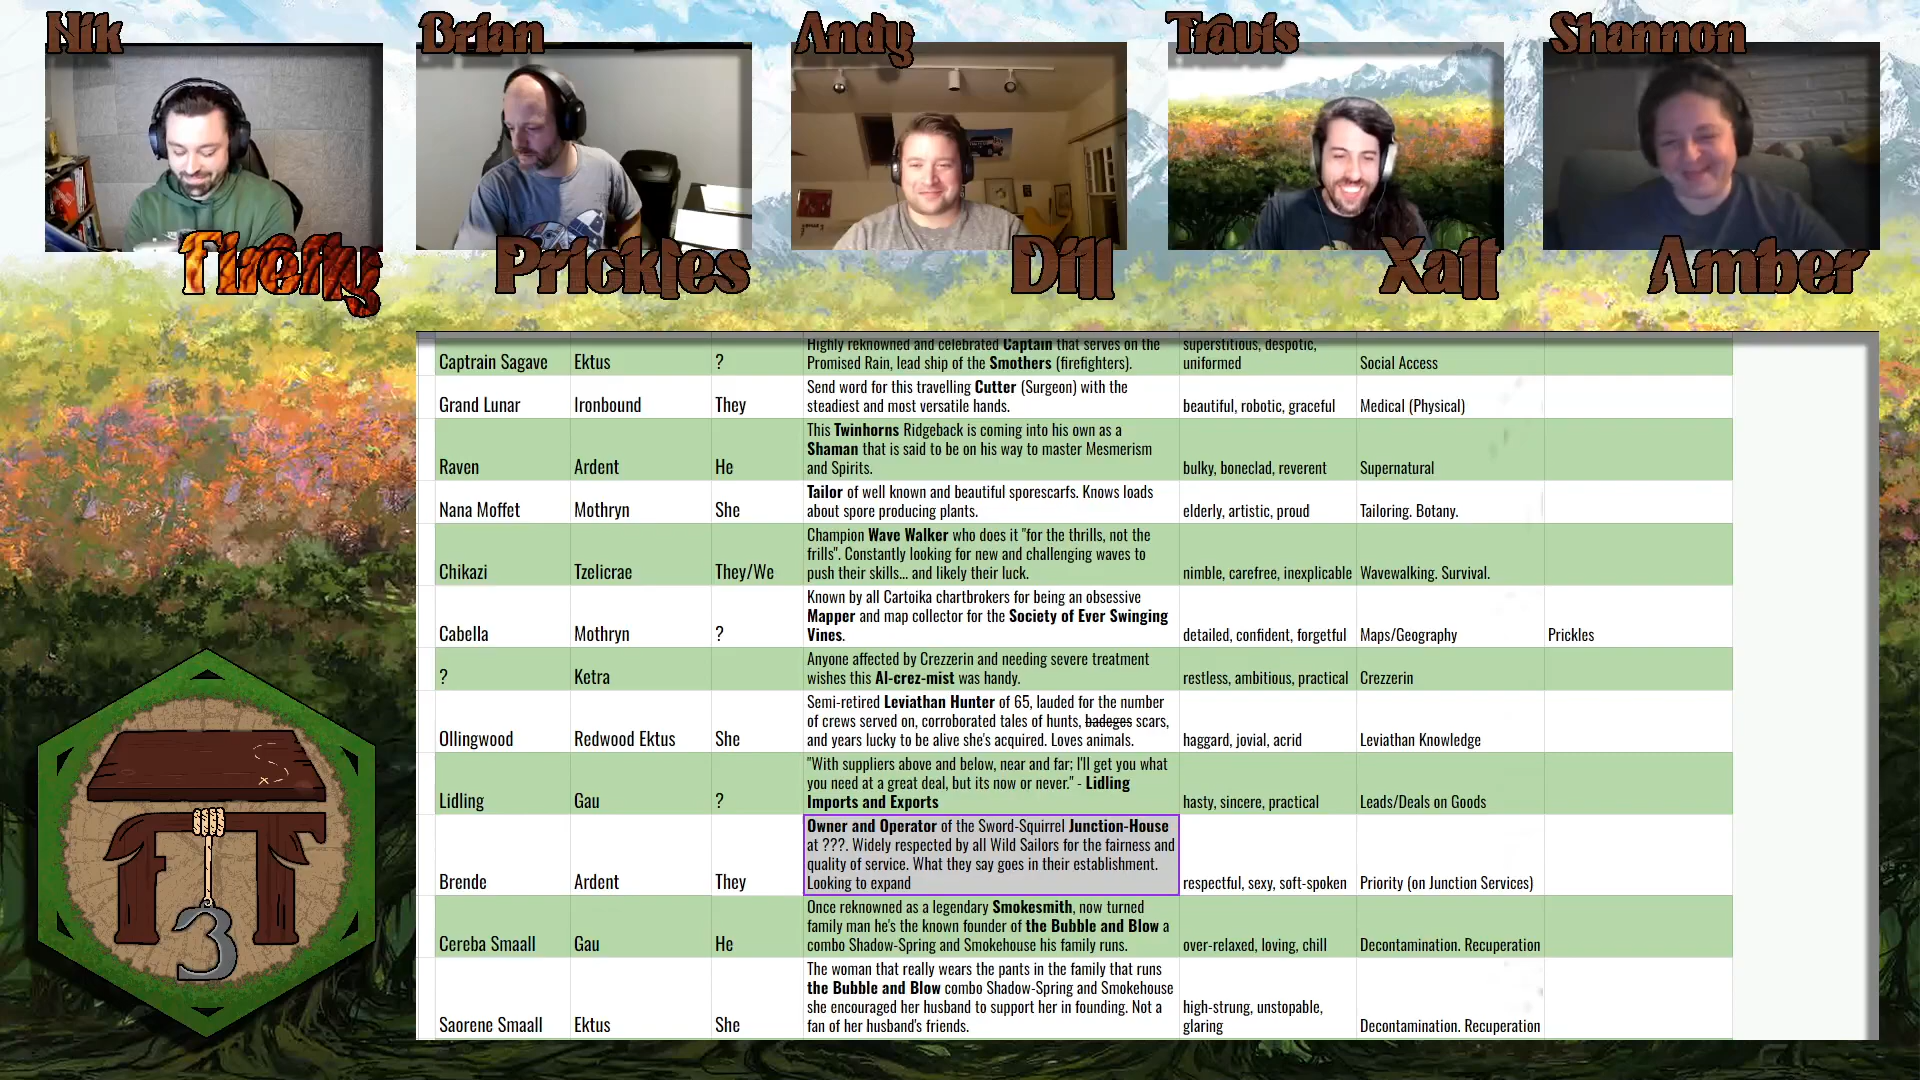 Nik
Brian
Andy
Travis
Shannon
Firefly
Prickles
Dill
Xall
Amber
Highly reknowned and celebrated Captain that serves on the
superstitious, despotic,
Captrain Sagave Ektus ? Promised Rain, lead ship of the Smothers (firefighters). uniformed Social Access
Send word for this travelling Cutter (Surgeon) with the
Grand Lunar Ironbound They steadiest and most versatile hands. beautiful, robotic, graceful Medical (Physical)
This Twinhorns Ridgeback is coming into his own as a
Shaman that is said to be on his way to master Mesmerism
Raven Ardent He and Spirits. bulky, boneclad, reverent Supernatural
Tailor of well known and beautiful sporescarfs. Knows loads
Nana Moffet Mothryn She about spore producing plants. elderly, artistic, proud Tailoring. Botany.
Champion Wave Walker who does it "for the thrills, not the
frills". Constantly looking for new and challenging waves to
Chikazi Tzelicrae They/We push their skills... and likely their luck. nimble, carefree, inexplicable Wavewalking. Survival.
Known by all Cartoika chartbrokers for being an obsessive
Mapper and map collector for the Society of Ever Swinging
Cabella Mothryn ? Vines. detailed, confident, forgetful Maps/Geography Prickles
Anyone affected by Crezzerin and needing severe treatment
? Ketra wishes this Al-crez-mist was handy. restless, ambitious, practical Crezzerin
Semi-retired Leviathan Hunter of 65, lauded for the number
of crews served on, corroborated tales of hunts, badeges scars,
Ollingwood Redwood Ektus She and years lucky to be alive she's acquired. Loves animals. haggard, jovial, acrid Leviathan Knowledge
"With suppliers above and below, near and far; I'll get you what
you need at a great deal, but its now or never." - Lidling
Lidling Gau ? Imports and Exports hasty, sincere, practical Leads/Deals on Goods
Owner and Operator of the Sword-Squirrel Junction-House
at ???. Widely respected by all Wild Sailors for the fairness and
quality of service. What they say goes in their establishment.
Brende Ardent They Looking to expand respectful, sexy, soft-spoken Priority (on Junction Services)
Once reknowned as a legendary Smokesmith, now turned
family man he's the known founder of the Bubble and Blow a
Cereba Smaall Gau He combo Shadow-Spring and Smokehouse his family runs. over-relaxed, loving, chill Decontamination. Recuperation
The woman that really wears the pants in the family that runs
the Bubble and Blow combo Shadow-Spring and Smokehouse
she encouraged her husband to support her in founding. Not a
high-strung, unstopable,
Saorene Smaall Ektus She fan of her husband's friends. glaring Decontamination. Recuperation
3